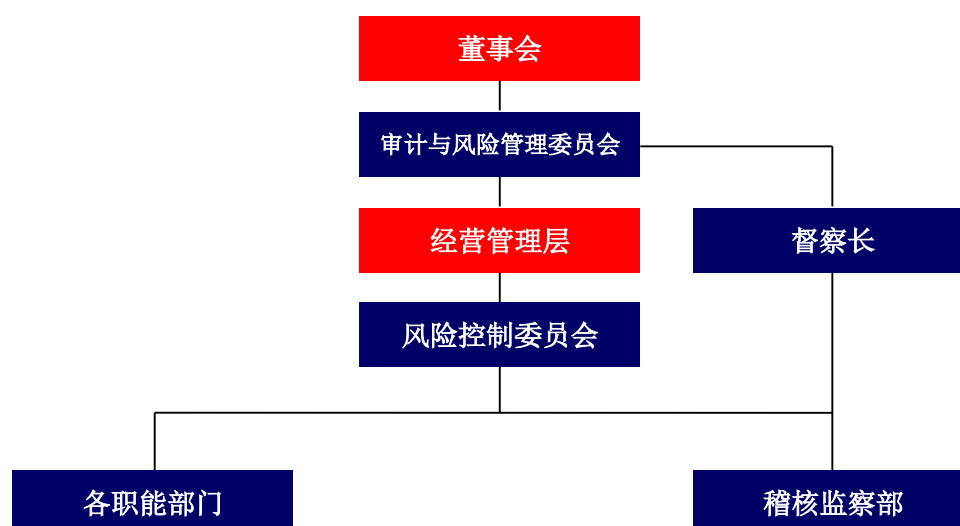 董事会
审计与风险管理委员会
经营管理层
督察长
风险控制委员会
各职能部门
稽核监察部